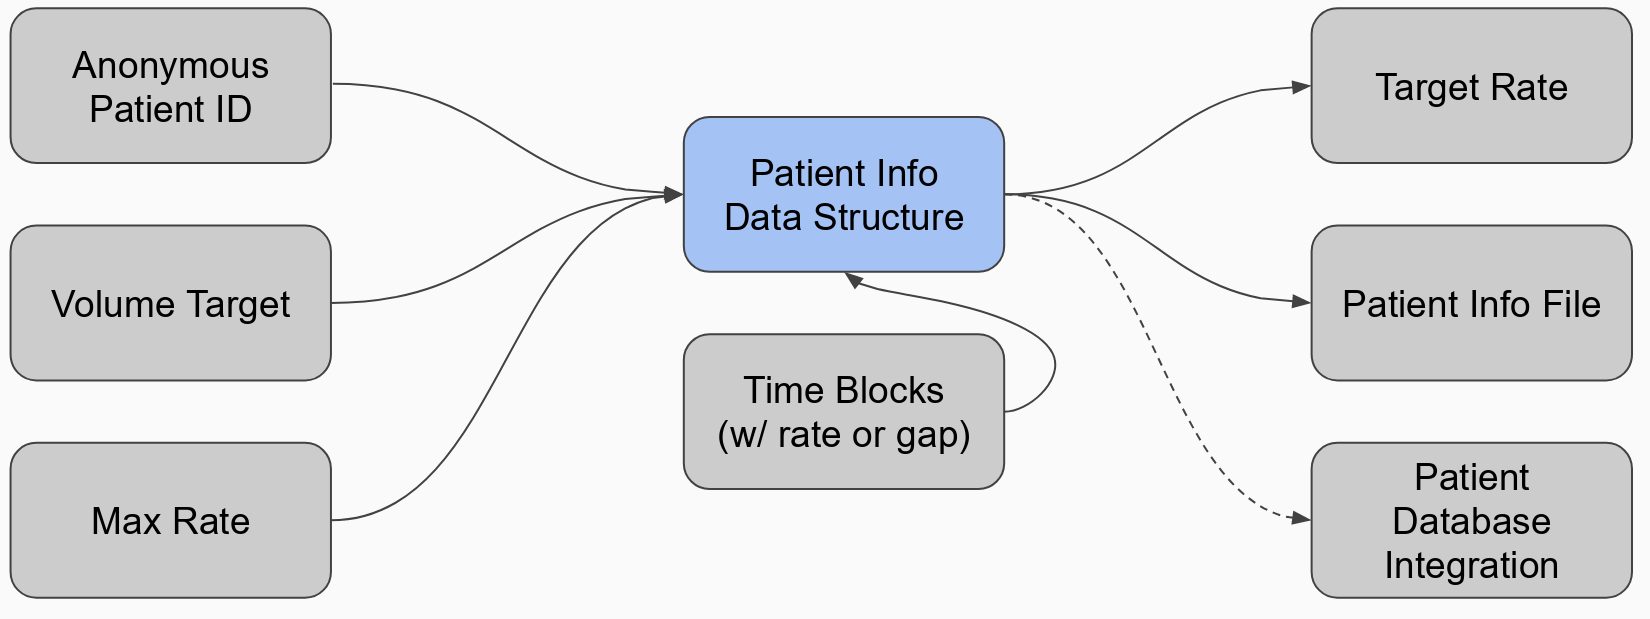 Anonymous
Patient ID
Volume Target
Max Rate
Patient Info
Data Structure
Time Blocks
(w/ rate or gap)
Target Rate
Patient Info File
Patient
Database
Integration